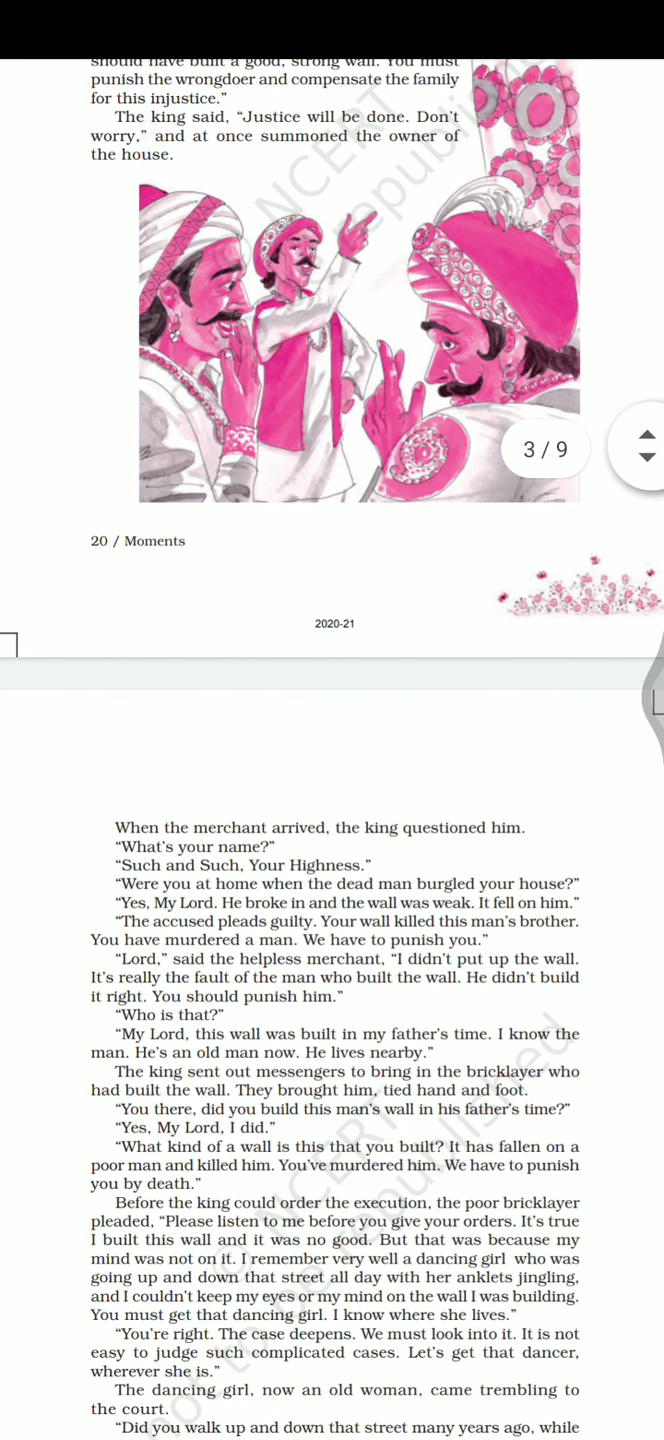 should have built a good, strong wall. You must
punish the wrongdoer and compensate the family
for this injustice.”
The king said, “Justice will be done. Don’t
worry,” and at once summoned the owner of
the house.
3 / 9
20 / Moments
2020-21
When the merchant arrived, the king questioned him.
“What’s your name?”
“Such and Such, Your Highness.”
“Were you at home when the dead man burgled your house?”
“Yes, My Lord. He broke in and the wall was weak. It fell on him.”
“The accused pleads guilty. Your wall killed this man’s brother.
You have murdered a man. We have to punish you.”
“Lord,” said the helpless merchant, “I didn’t put up the wall.
It’s really the fault of the man who built the wall. He didn’t build
it right. You should punish him.”
“Who is that?”
“My Lord, this wall was built in my father’s time. I know the
man. He’s an old man now. He lives nearby.”
The king sent out messengers to bring in the bricklayer who
had built the wall. They brought him, tied hand and foot.
“You there, did you build this man’s wall in his father’s time?”
“Yes, My Lord, I did.”
“What kind of a wall is this that you built? It has fallen on a
poor man and killed him. You’ve murdered him. We have to punish
you by death.”
Before the king could order the execution, the poor bricklayer
pleaded, “Please listen to me before you give your orders. It’s true
I built this wall and it was no good. But that was because my
mind was not on it. I remember very well a dancing girl who was
going up and down that street all day with her anklets jingling,
and I couldn’t keep my eyes or my mind on the wall I was building.
You must get that dancing girl. I know where she lives.”
“You’re right. The case deepens. We must look into it. It is not
easy to judge such complicated cases. Let’s get that dancer,
wherever she is.”
The dancing girl, now an old woman, came trembling to
the court.
“Did you walk up and down that street many years ago, while
© NCERT
not to be republished